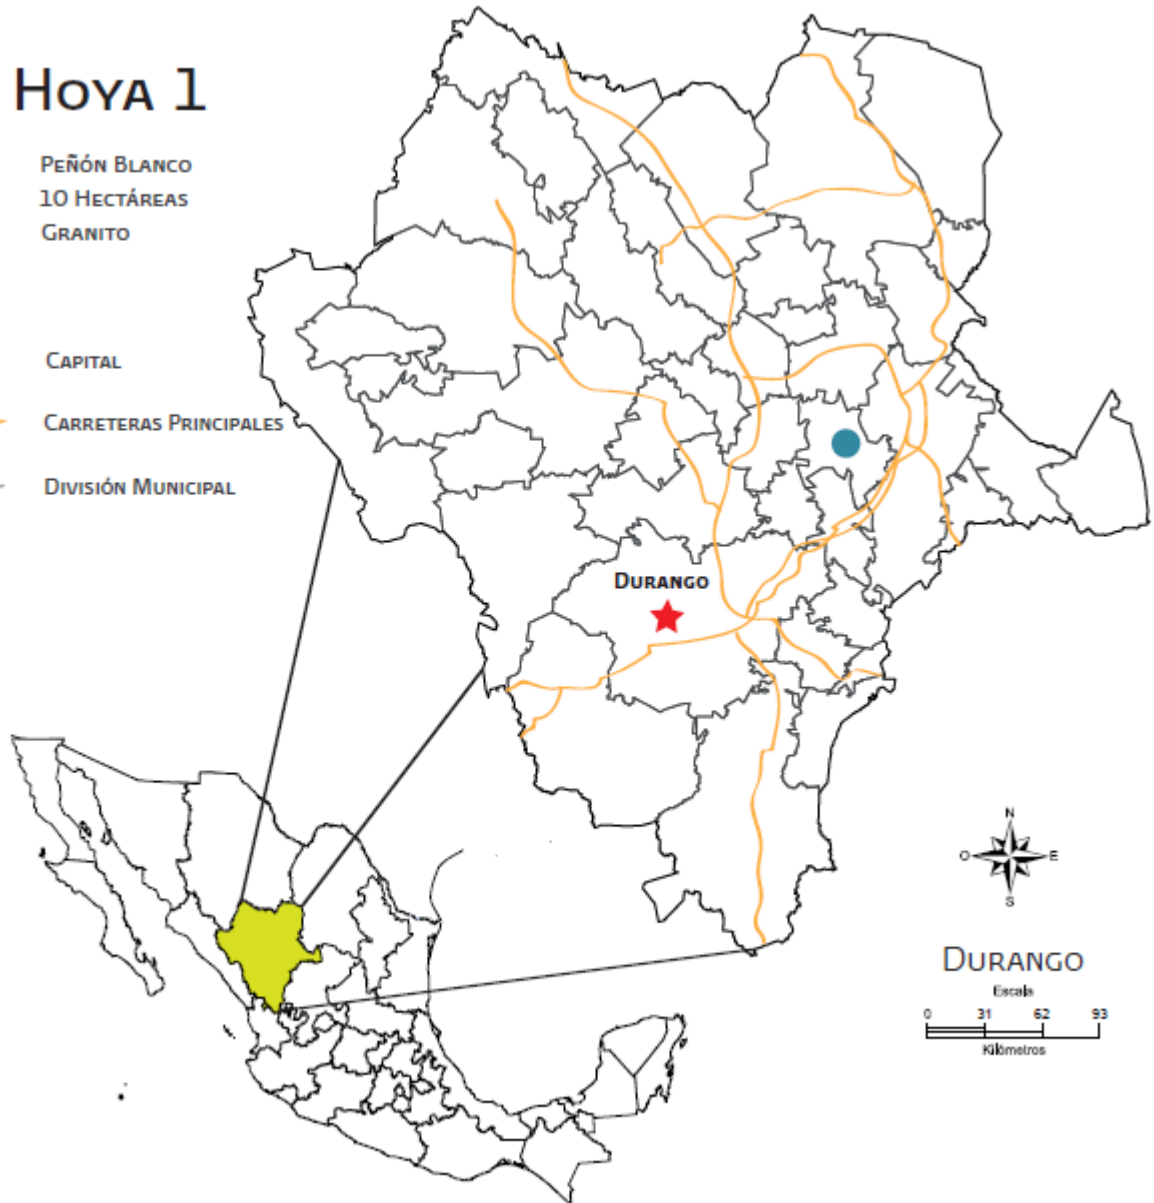 HOYA 1
PEÑÓN BLANCO
10 HECTÁREAS
GRANITO
CAPITAL
CARRETERAS PRINCIPALES
DIVISIÓN MUNICIPAL
DURANGO
N
O E
S
DURANGO
Escala
0 31 62 93
Kilómetros